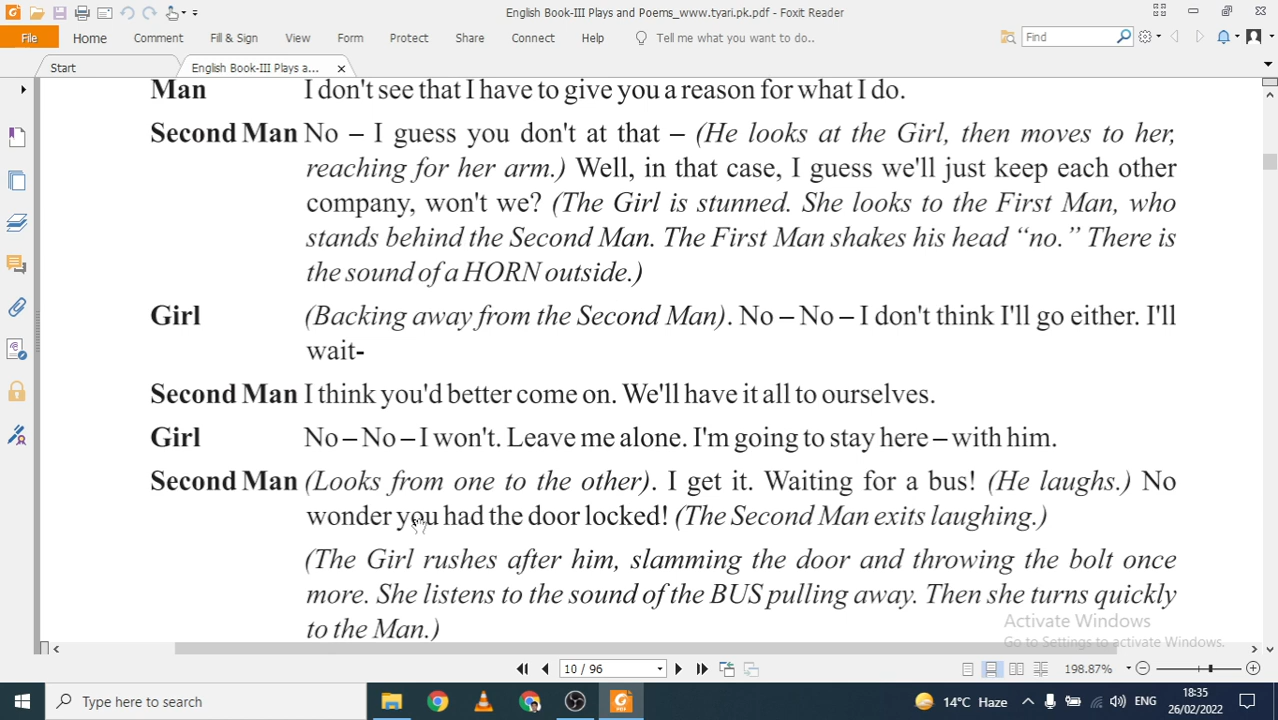 English Book-III Plays and Poems_www.tyari.pk.pdf - Foxit Reader
File Home Comment Fill & Sign View Form Protect Share Connect Help Tell me what you want to do.. Find
Start English Book-III Plays a...
Man I don't see that I have to give you a reason for what I do.
Second Man No – I guess you don't at that – (He looks at the Girl, then moves to her,
reaching for her arm.) Well, in that case, I guess we'll just keep each other
company, won't we? (The Girl is stunned. She looks to the First Man, who
stands behind the Second Man. The First Man shakes his head “no.” There is
the sound of a HORN outside.)
Girl (Backing away from the Second Man). No – No – I don't think I'll go either. I'll
wait-
Second Man I think you'd better come on. We'll have it all to ourselves.
Girl No – No – I won't. Leave me alone. I'm going to stay here – with him.
Second Man (Looks from one to the other). I get it. Waiting for a bus! (He laughs.) No
wonder you had the door locked! (The Second Man exits laughing.)
(The Girl rushes after him, slamming the door and throwing the bolt once
more. She listens to the sound of the BUS pulling away. Then she turns quickly
to the Man.)
Activate Windows
Go to Settings to activate Windows.
10 / 96 198.87%
Type here to search 14°C Haze ENG 18:35
26/02/2022